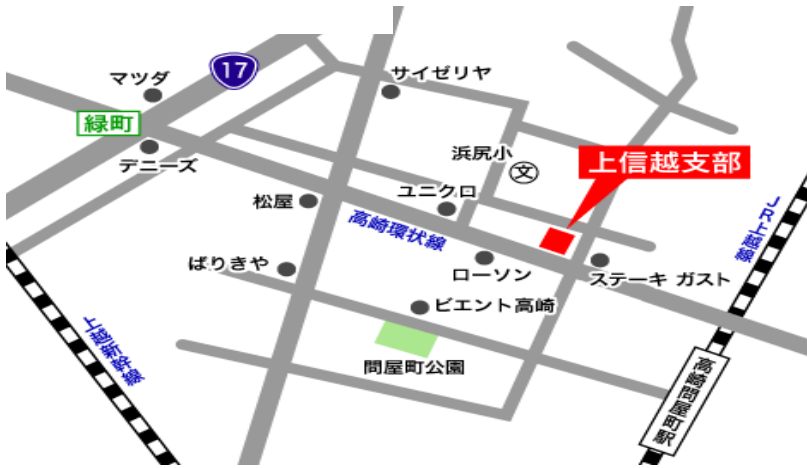 17
マツダ
サイゼリヤ
緑町
デニーズ
浜尻小
文
上信越支部
ユニクロ
松屋
高崎環状線
JR上越線
ばりきや
ローソン
ステーキ ガスト
ビエント高崎
上越新幹線
問屋町公園
高崎問屋町駅